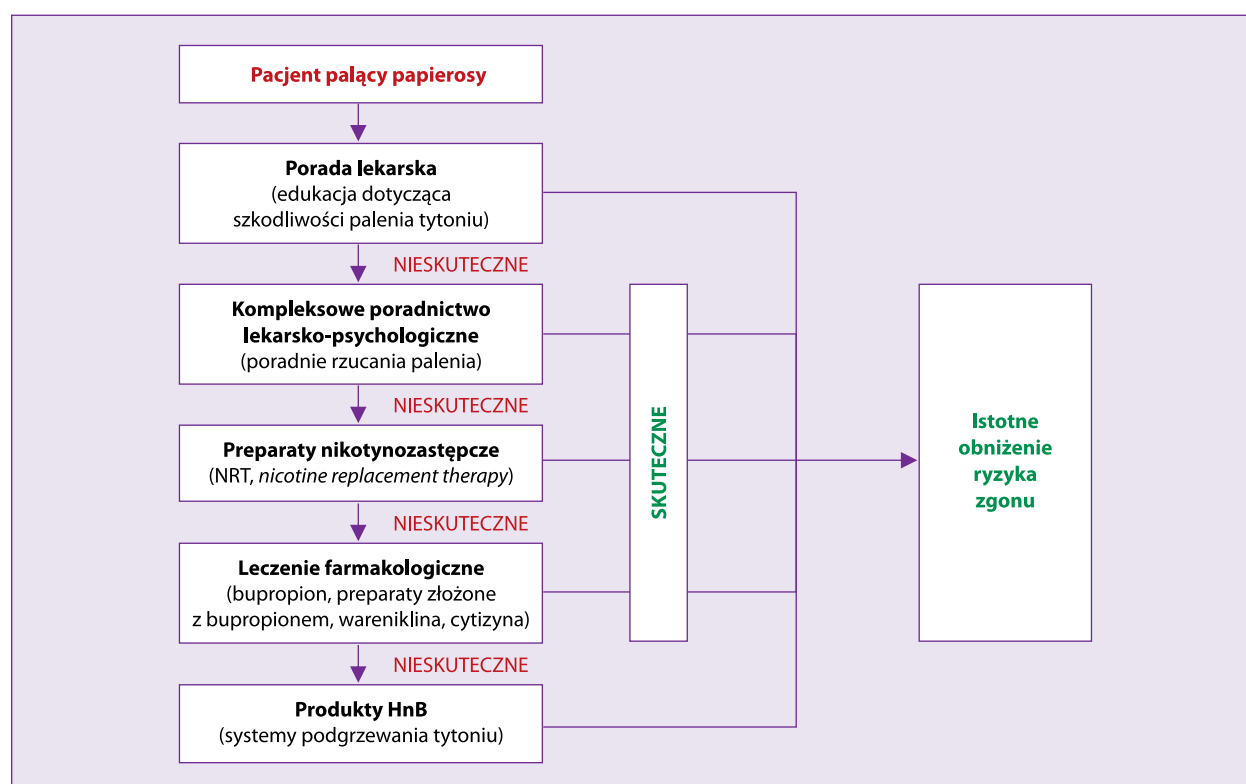 Pacjent palący papierosy
Porada lekarska
(edukacja dotycząca
szkodliwości palenia tytoniu)
NIESKUTECZNE
Kompleksowe poradnictwo
lekarsko-psychologiczne
(poradnie rzucania palenia)
NIESKUTECZNE
Preparaty nikotynozastępcze
(NRT, nicotine replacement therapy)
NIESKUTECZNE
Leczenie farmakologiczne
(bupropion, preparaty złożone
z bupropionem, wareniklina, cytizyna)
NIESKUTECZNE
Produkty HnB
(systemy podgrzewania tytoniu)
SKUTECZNE
Istotne
obniżenie
ryzyka
zgonu